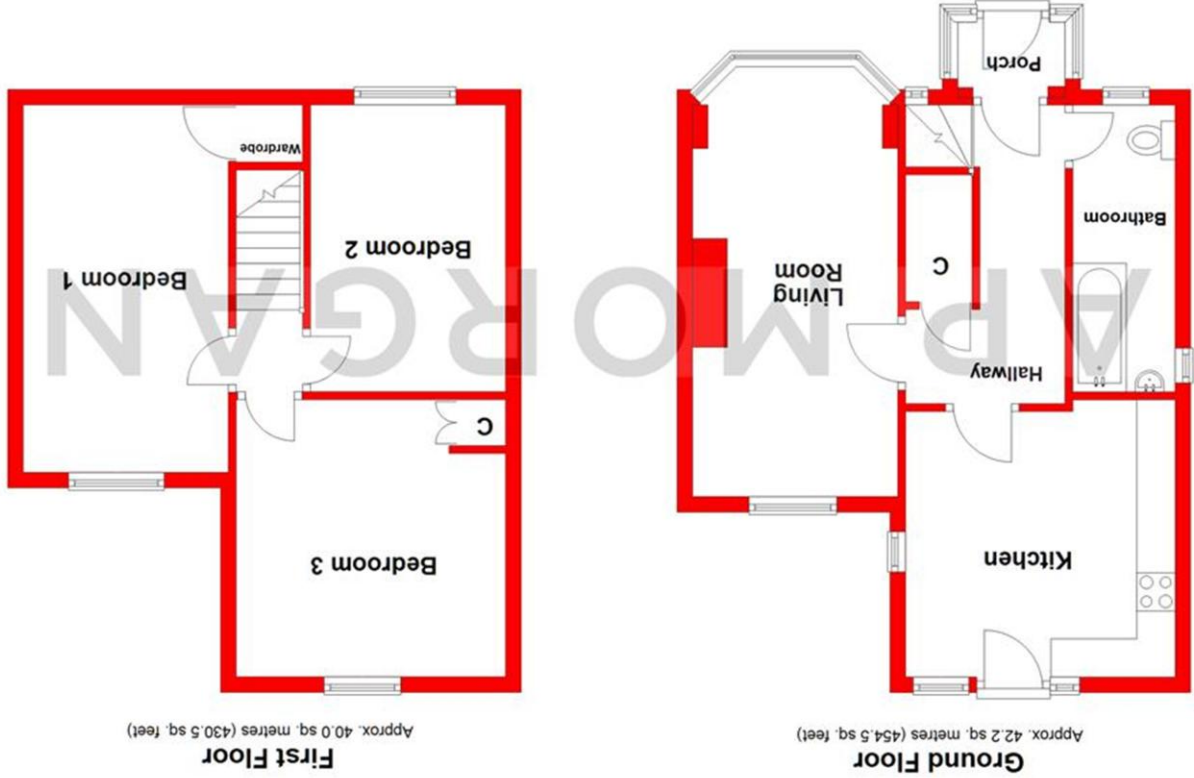 Ground Floor
Approx. 42.2 sq. metres (454.5 sq. feet)
Kitchen
Hallway
Living
Room
C
Bathroom
Porch
First Floor
Approx. 40.0 sq. metres (430.5 sq. feet)
Bedroom 3
C
Bedroom 1
Bedroom 2
Wardrobe
AP MORGAN